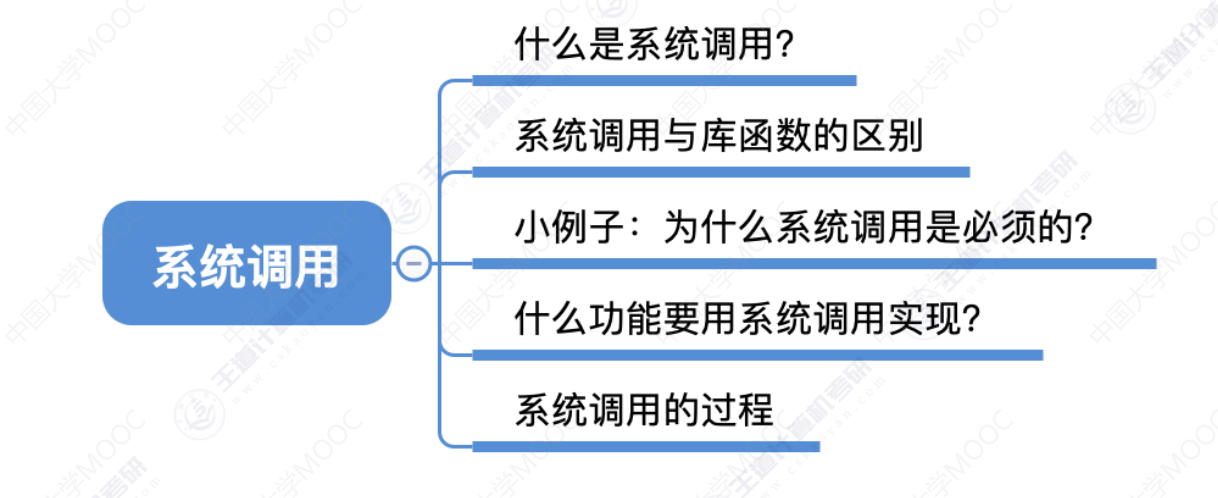 什么是系统调用？
系统调用与库函数的区别
系统调用
小例子：为什么系统调用是必须的？
什么功能要用系统调用实现？
系统调用的过程
中国大学MOOC
王道计算机考研